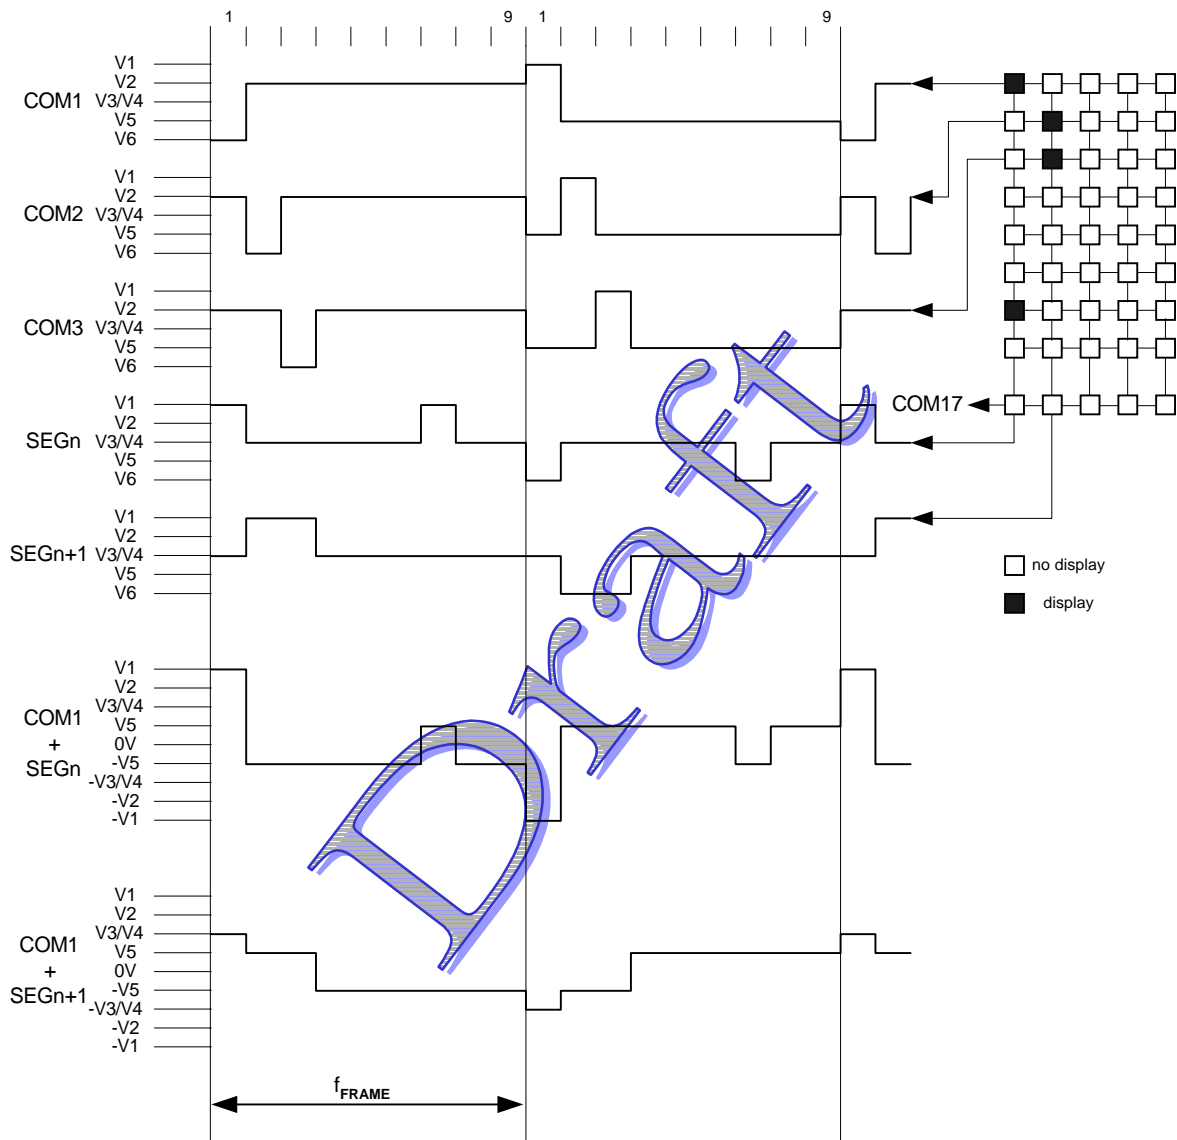 1 9 1 9
V1
V2
COM1 V3/V4
V5
V6
V1
V2
COM2 V3/V4
V5
V6
V1
V2
COM3 V3/V4
V5
V6
V1
V2
SEGn V3/V4
V5
V6
COM17
V1
V2
SEGn+1 V3/V4
V5
V6
no display
display
V1
V2
V3/V4
V5
0V
-V5
-V3/V4
-V2
-V1
COM1
+
SEGn
V1
V2
V3/V4
V5
0V
-V5
-V3/V4
-V2
-V1
COM1
+
SEGn+1
fFRAME
Draft